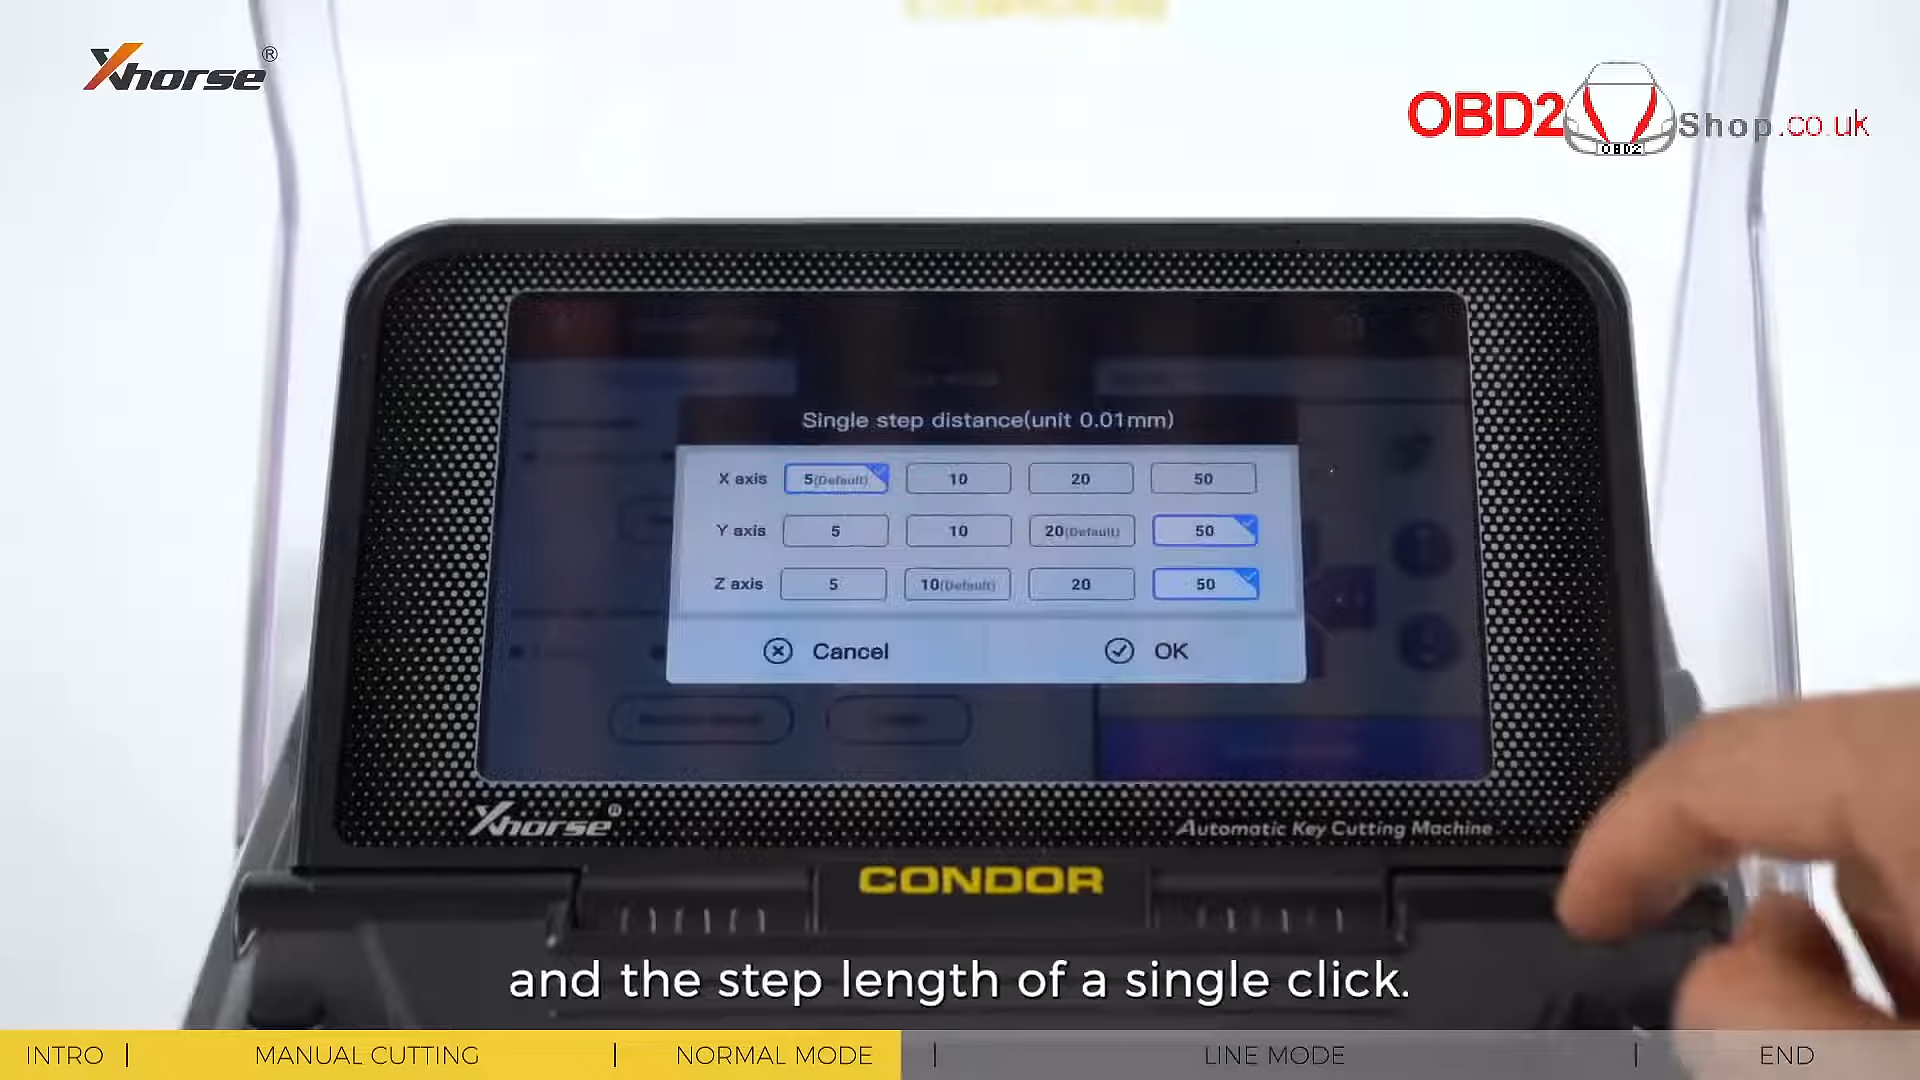 Xhorse®
OBD2 Shop.co.uk
OBD2
Single step distance(unit 0.01mm)
X axis 5(Default) 10 20 50
Y axis 5 10 20(Default) 50
Z axis 5 10(Default) 20 50
Cancel OK
Xhorse®
Automatic Key Cutting Machine
CONDOR
and the step length of a single click.
INTRO | MANUAL CUTTING | NORMAL MODE | LINE MODE | END